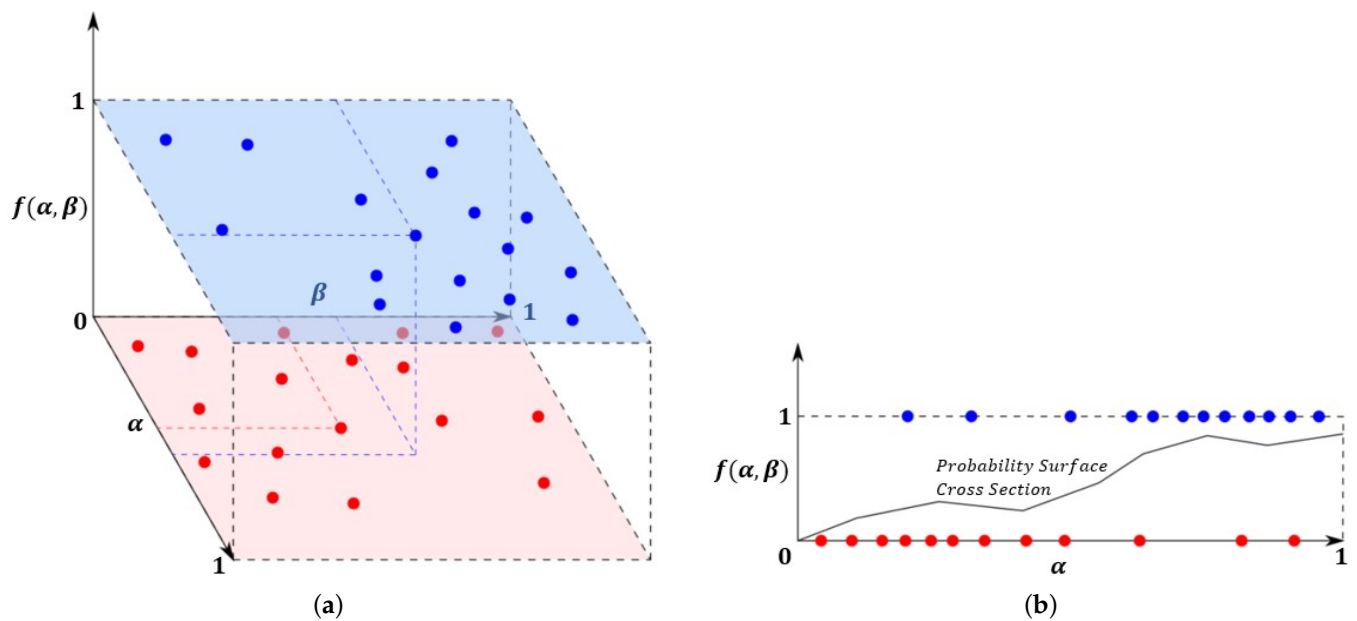 1
f(α, β)
β
1
0
α
1
(a)
1
f(α, β)
Probability Surface
Cross Section
0
α
1
(b)